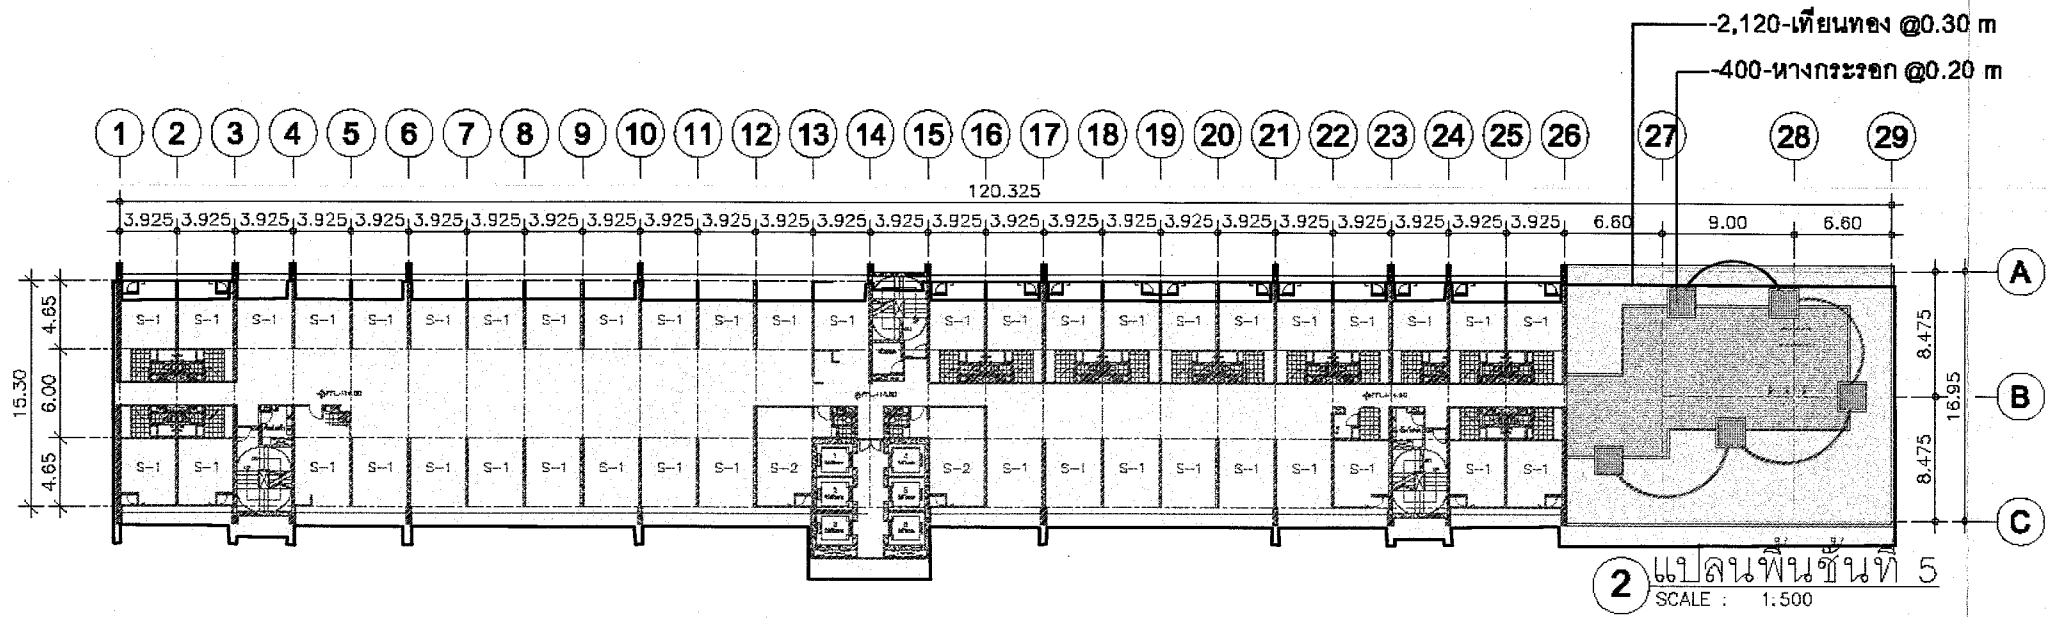 -2,120-เทียนทอง @0.30 m
-400-หางกระรอก @0.20 m
1 2 3 4 5 6 7 8 9 10 11 12 13 14 15 16 17 18 19 20 21 22 23 24 25 26 27 28 29
120.325
3.925 3.925 3.925 3.925 3.925 3.925 3.925 3.925 3.925 3.925 3.925 3.925 3.925 3.925 3.925 3.925 3.925 3.925 3.925 3.925 3.925 3.925 3.925 3.925 3.925 6.60 9.00 6.60
A
4.65
8.475
S-1 S-1 S-1 S-1 S-1 S-1 S-1 S-1 S-1 S-1 S-1 S-1 S-1 S-1 S-1 S-1 S-1 S-1 S-1 S-1 S-1 S-1 S-1 S-1
15.30
6.00
16.95
B
4.65
8.475
S-1 S-1 S-1 S-1 S-1 S-1 S-1 S-1 S-1 S-2 S-2 S-1 S-1 S-1 S-1 S-1 S-1 S-1 S-1
C
2 แปลนพื้นชั้นที่ 5
SCALE : 1:500